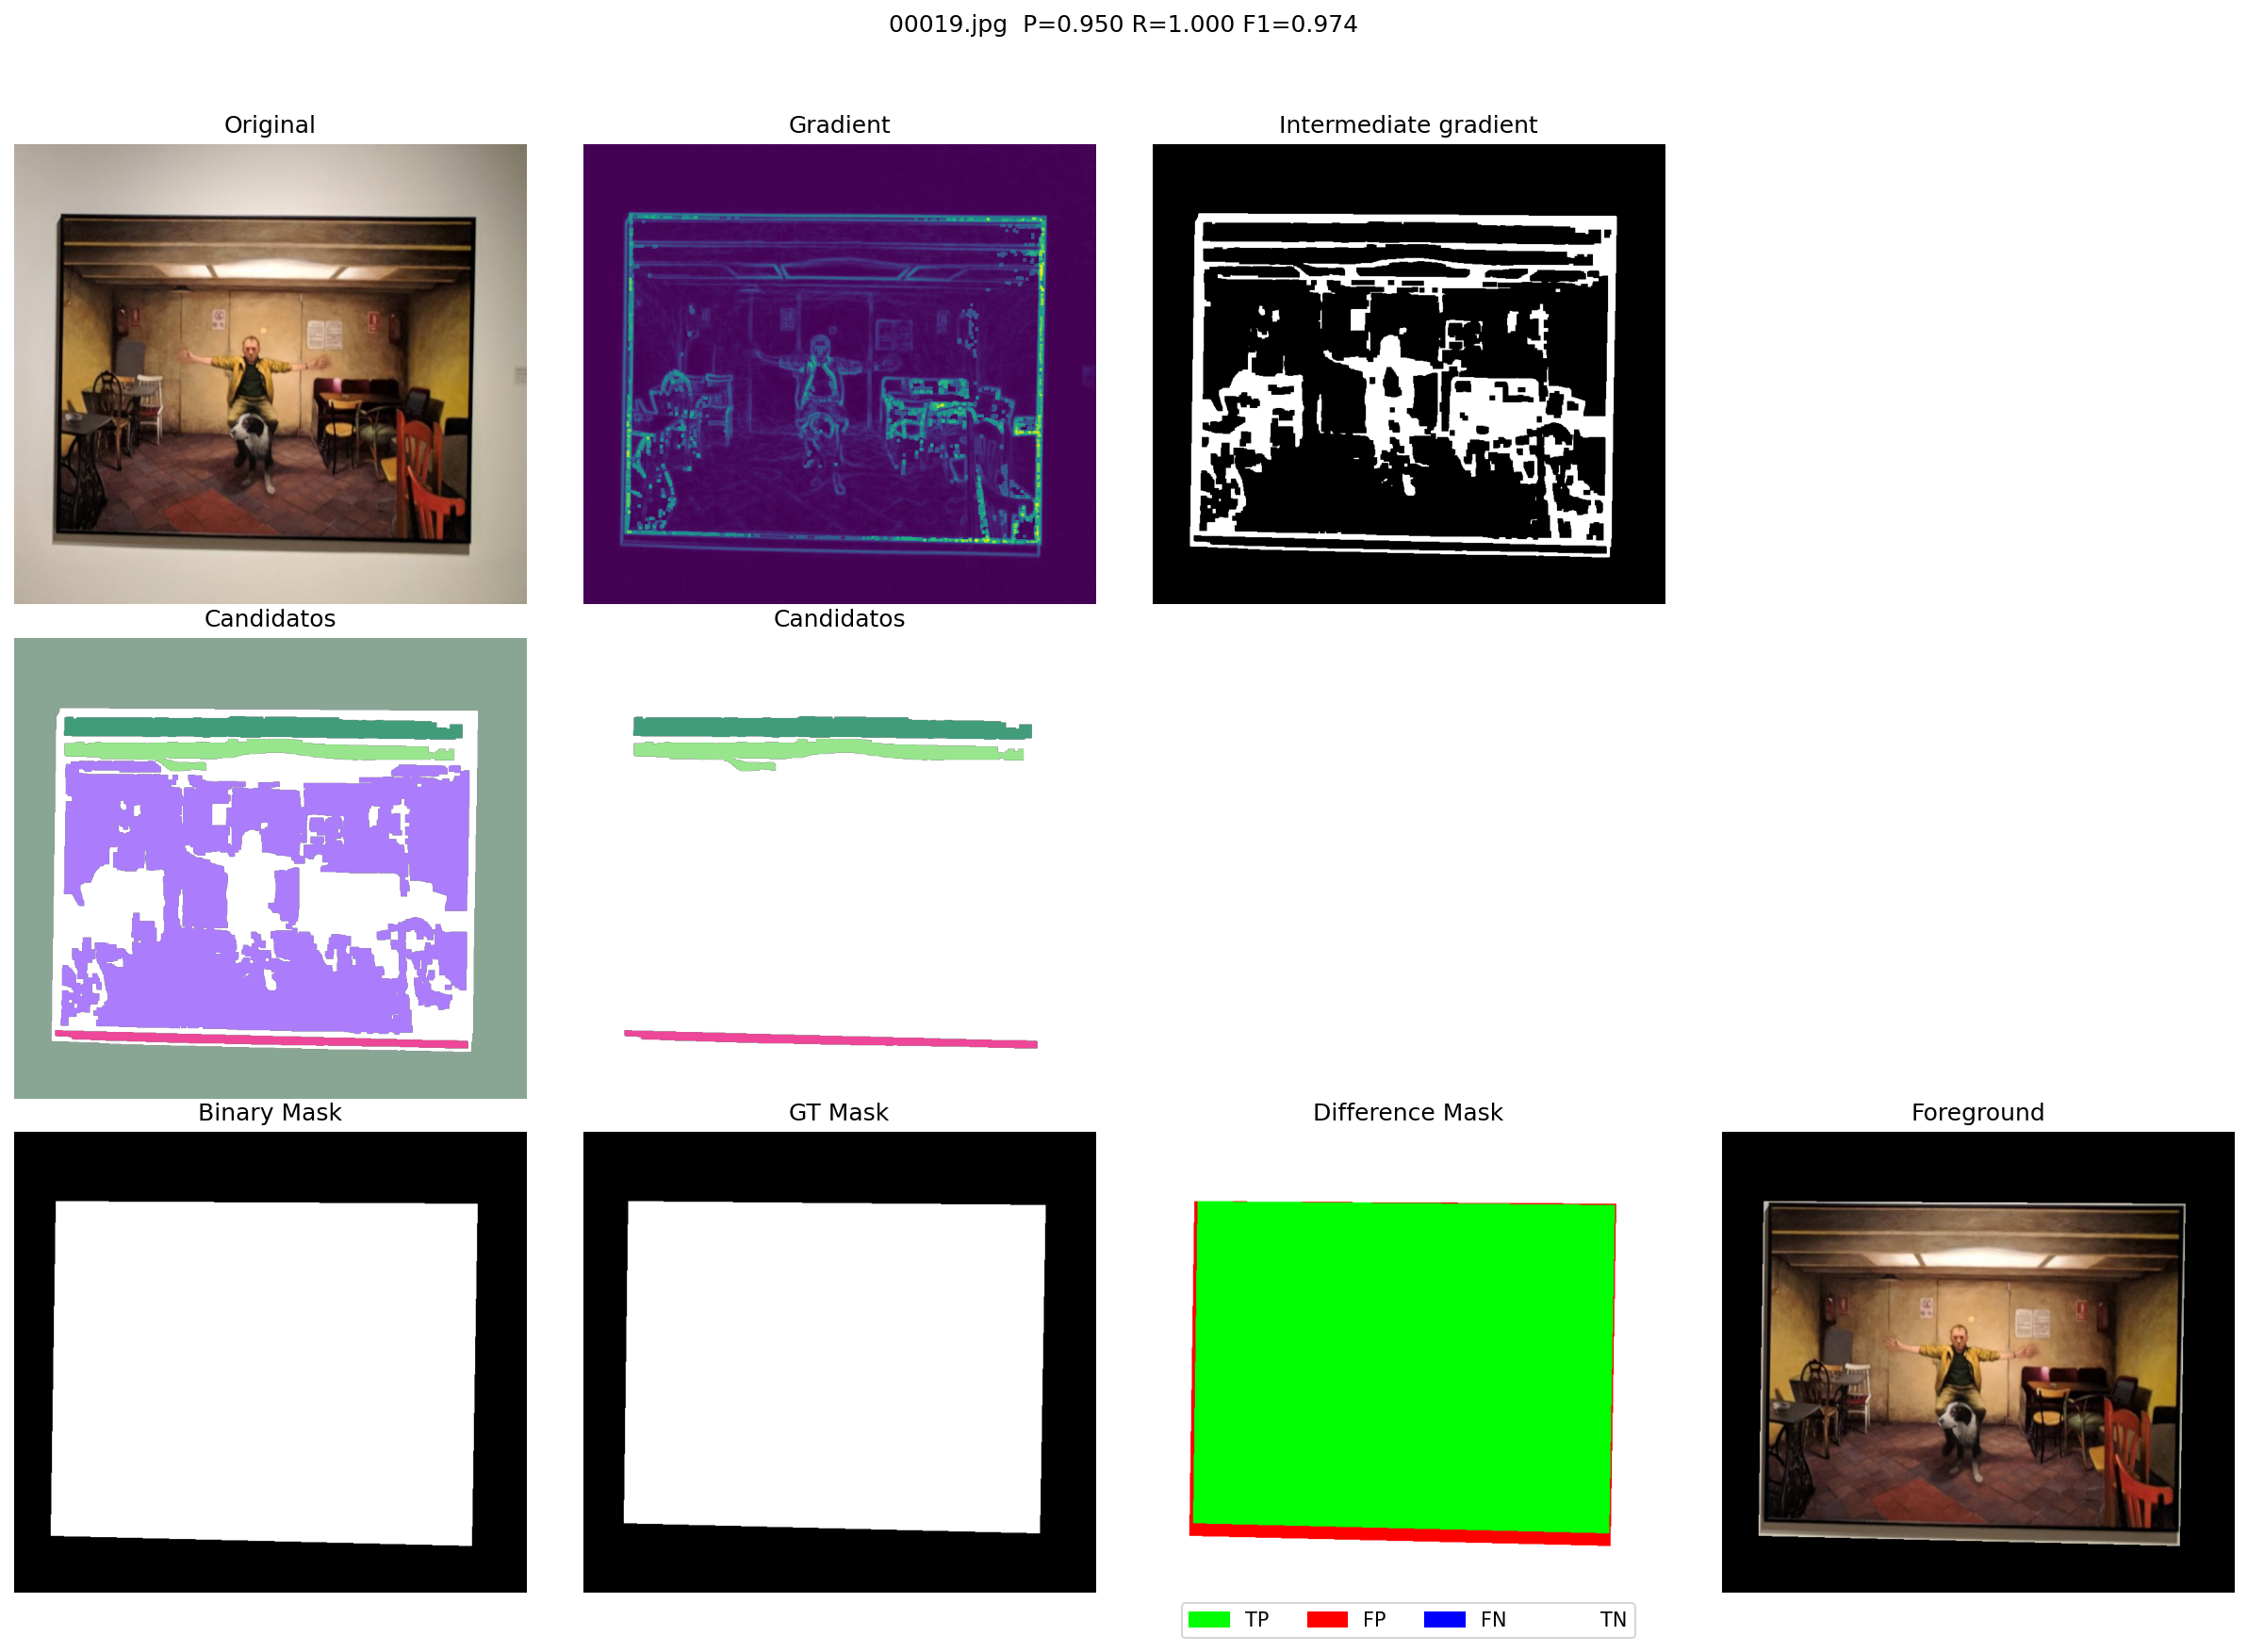 00019.jpg  P=0.950 R=1.000 F1=0.974
Original
Gradient
Intermediate gradient
Candidatos
Candidatos
Binary Mask
GT Mask
Difference Mask
Foreground
TP
FP
FN
TN